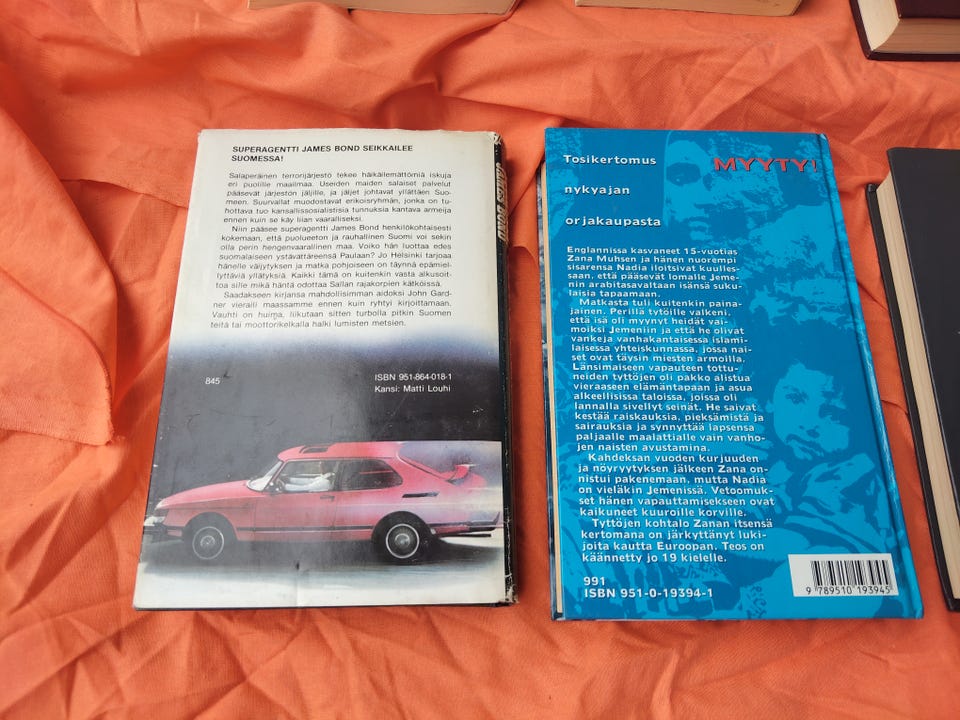 SUPERAGENTTI JAMES BOND SEIKKAILEE
SUOMESSA!
Salaperäinen terrorijärjestö tekee häikäilemättömiä iskuja
eri puolille maailmaa. Useiden maiden salaiset palvelut
pääsevät järjestön jäljille, ja jäljet johtavat yllättäen Suo-
meen. Suurvallat muodostavat erikoisryhmän, jonka on tu-
hottava tuo kansallissosialistisia tunnuksia kantava armeija
ennen kuin se käy liian vaaralliseksi.
Niin pääsee superagentti James Bond henkilökohtaisesti
kokemaan, että puolueeton ja rauhallinen Suomi voi sekin
olla perin hengenvaarallinen maa. Voiko hän luottaa edes
suomalaiseen ystävättäreensä Paulaan? Jo Helsinki tarjoaa
hänelle väijytyksen ja matka pohjoiseen on täynnä epämiel-
lyttäviä yllätyksiä. Kaikki tämä on kuitenkin vasta alkusoit-
toa sille mikä häntä odottaa Sallan rajakorpien kätköissä.
Saadakseen kirjansa mahdollisimman aidoksi John Gard-
ner vieraili maassamme ennen kuin ryhtyi kirjoittamaan.
Vauhti on huima, liikutaan sitten turbolla pitkin Suomen
teitä tai moottorikelkalla halki lumisten metsien.
845
ISBN 951-864-018-1
Kansi: Matti Louhi
JAMES BOND
Tosikertomus
nykyajan
orjakaupasta
MYYTY!
Englannissa kasvaneet 15-vuotias
Zana Muhsen ja hänen nuorempi
sisarensa Nadia iloitsivat kuulles-
saan, että pääsevät lomalle Jeme-
nin arabitasavaltaan isänsä suku-
laisia tapaamaan.
Matkasta tuli kuitenkin paina-
jainen. Perillä tytöille valkeni,
että isä oli myynyt heidät vai-
moiksi Jemeniin ja että he olivat
vankeja vanhakantaisessa islami-
laisessa yhteiskunnassa, jossa nai-
set ovat täysin miesten armoilla.
Länsimaiseen vapauteen tottu-
neiden tyttöjen oli pakko alistua
vieraaseen elämäntapaan ja asua
alkeellisissa taloissa, joissa oli
lannalla sivellyt seinät. He saivat
kestää raiskauksia, pieksämistä ja
sairauksia ja synnyttää lapsensa
paljaalle maalattialle vain vanho-
jen naisten avustamina.
Kahdeksan vuoden kurjuuden
ja nöyryytyksen jälkeen Zana on-
nistui pakenemaan, mutta Nadia
on vieläkin Jemenissä. Vetoomuk-
set hänen vapauttamisekseen ovat
kaikuneet kuuroille korville.
Tyttöjen kohtalo Zanan itsensä
kertomana on järkyttänyt luki-
joita kautta Euroopan. Teos on
käännetty jo 19 kielelle.
991
ISBN 951-0-19394-1
9 789510 193945